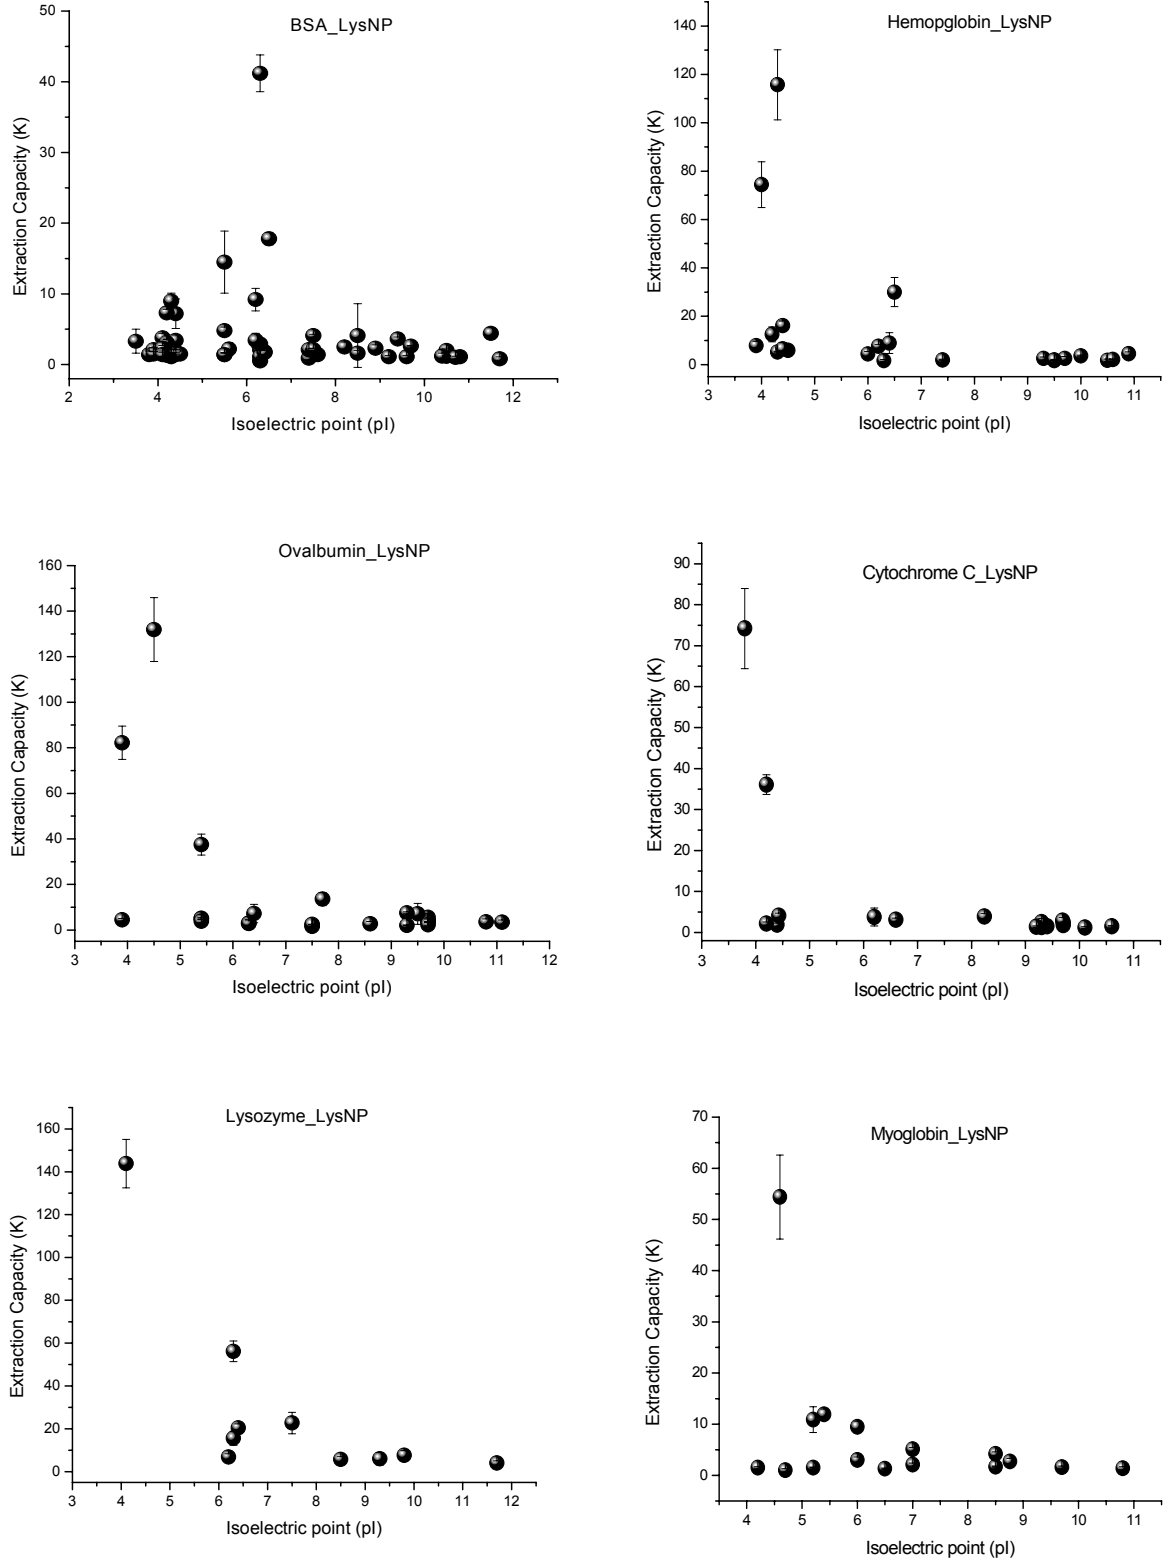 BSA_LysNP
50
40
30
20
10
0
Extraction Capacity (K)
2 4 6 8 10 12
Isoelectric point (pI)
Hemopglobin_LysNP
140
120
100
80
60
40
20
0
Extraction Capacity (K)
3 4 5 6 7 8 9 10 11
Isoelectric point (pI)
Ovalbumin_LysNP
160
140
120
100
80
60
40
20
0
Extraction Capacity (K)
3 4 5 6 7 8 9 10 11 12
Isoelectric point (pI)
Cytochrome C_LysNP
90
80
70
60
50
40
30
20
10
0
Extraction Capacity (K)
3 4 5 6 7 8 9 10 11
Isoelectric point (pI)
Lysozyme_LysNP
160
140
120
100
80
60
40
20
0
Extraction Capacity (K)
3 4 5 6 7 8 9 10 11 12
Isoelectric point (pI)
Myoglobin_LysNP
70
60
50
40
30
20
10
0
Extraction Capacity (K)
4 5 6 7 8 9 10 11
Isoelectric point (pI)